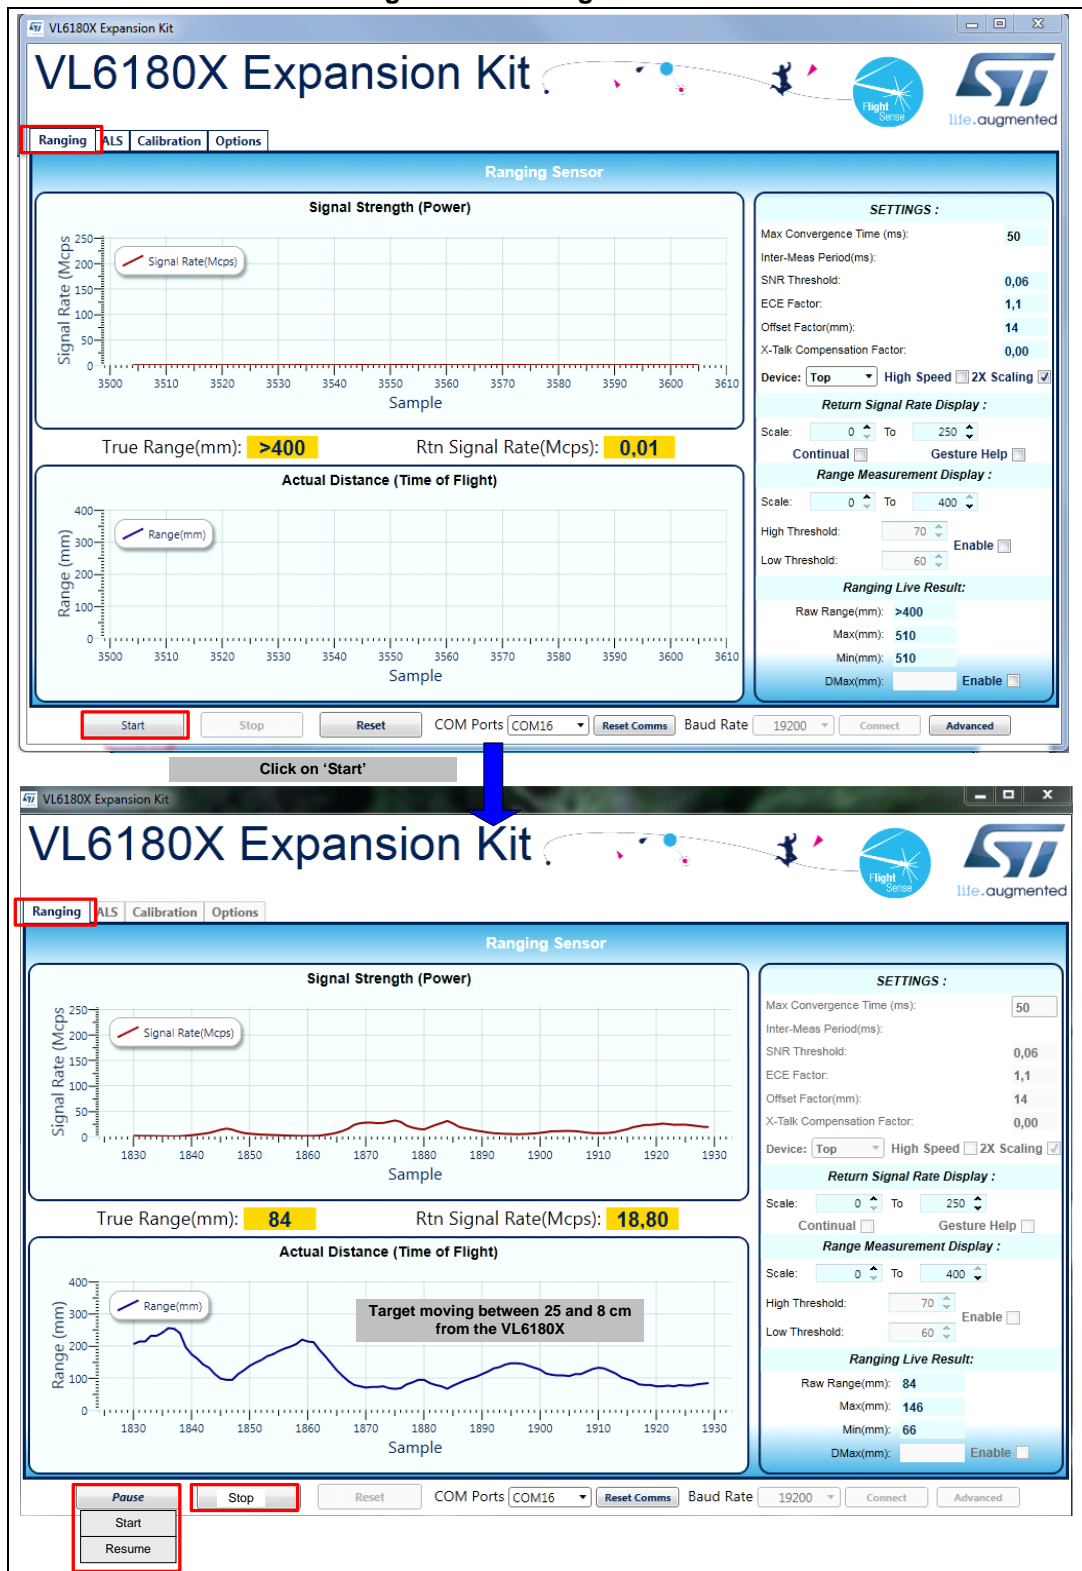 VL6180X Expansion Kit
VL6180X Expansion Kit
Flight
Sense
life.augmented
Ranging ALS Calibration Options
Ranging Sensor
Signal Strength (Power)
Signal Rate (Mcps
250
200
150
100
50
0
Signal Rate(Mcps)
3500 3510 3520 3530 3540 3550 3560 3570 3580 3590 3600 3610
Sample
True Range(mm): >400 Rtn Signal Rate(Mcps): 0,01
Actual Distance (Time of Flight)
Range (mm)
400
300
200
100
0
Range(mm)
3500 3510 3520 3530 3540 3550 3560 3570 3580 3590 3600 3610
Sample
SETTINGS :
Max Convergence Time (ms): 50
Inter-Meas Period(ms):
SNR Threshold: 0,06
ECE Factor: 1,1
Offset Factor(mm): 14
X-Talk Compensation Factor: 0,00
Device: Top High Speed 2X Scaling
Return Signal Rate Display :
Scale: 0 To 250
Continual Gesture Help
Range Measurement Display :
Scale: 0 To 400
High Threshold: 70
Enable
Low Threshold: 60
Ranging Live Result:
Raw Range(mm): >400
Max(mm): 510
Min(mm): 510
DMax(mm): Enable
Start Stop Reset COM Ports COM16 Reset Comms Baud Rate 19200 Connect Advanced
Click on ‘Start’
VL6180X Expansion Kit
VL6180X Expansion Kit
Flight
Sense
life.augmented
Ranging ALS Calibration Options
Ranging Sensor
Signal Strength (Power)
Signal Rate (Mcps
250
200
150
100
50
0
Signal Rate(Mcps)
1830 1840 1850 1860 1870 1880 1890 1900 1910 1920 1930
Sample
True Range(mm): 84 Rtn Signal Rate(Mcps): 18,80
Actual Distance (Time of Flight)
Range (mm)
400
300
200
100
0
Range(mm)
Target moving between 25 and 8 cm
from the VL6180X
1830 1840 1850 1860 1870 1880 1890 1900 1910 1920 1930
Sample
SETTINGS :
Max Convergence Time (ms): 50
Inter-Meas Period(ms):
SNR Threshold: 0,06
ECE Factor: 1,1
Offset Factor(mm): 14
X-Talk Compensation Factor: 0,00
Device: Top High Speed 2X Scaling
Return Signal Rate Display :
Scale: 0 To 250
Continual Gesture Help
Range Measurement Display :
Scale: 0 To 400
High Threshold: 70
Enable
Low Threshold: 60
Ranging Live Result:
Raw Range(mm): 84
Max(mm): 146
Min(mm): 66
DMax(mm): Enable
Pause Stop Reset COM Ports COM16 Reset Comms Baud Rate 19200 Connect Advanced
Start
Resume